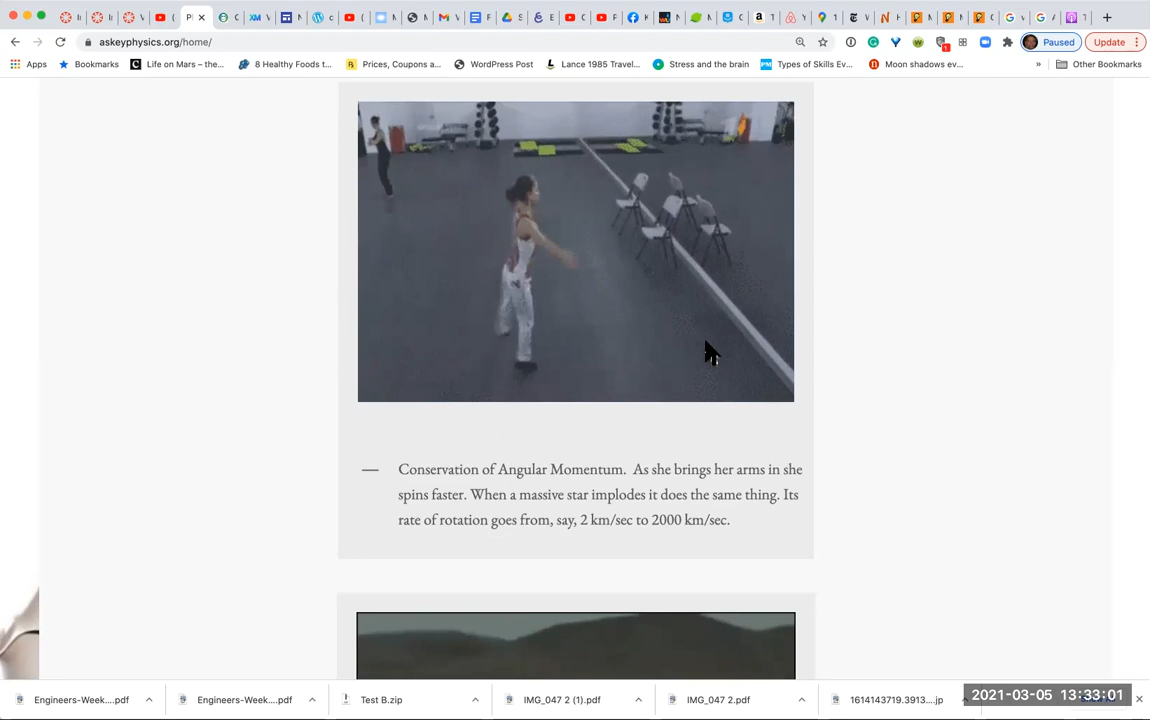 Paused
Update
askeyphysics.org/home/
Apps
Bookmarks
Life on Mars – the...
8 Healthy Foods t...
Prices, Coupons a...
WordPress Post
Lance 1985 Travel...
Stress and the brain
Types of Skills Ev...
Moon shadows ev...
»
Other Bookmarks
— Conservation of Angular Momentum. As she brings her arms in she
spins faster. When a massive star implodes it does the same thing. Its
rate of rotation goes from, say, 2 km/sec to 2000 km/sec.
Engineers-Week....pdf
Engineers-Week....pdf
Test B.zip
IMG_047 2 (1).pdf
IMG_047 2.pdf
1614143719.3913....jp
2021-03-05 13:33:01